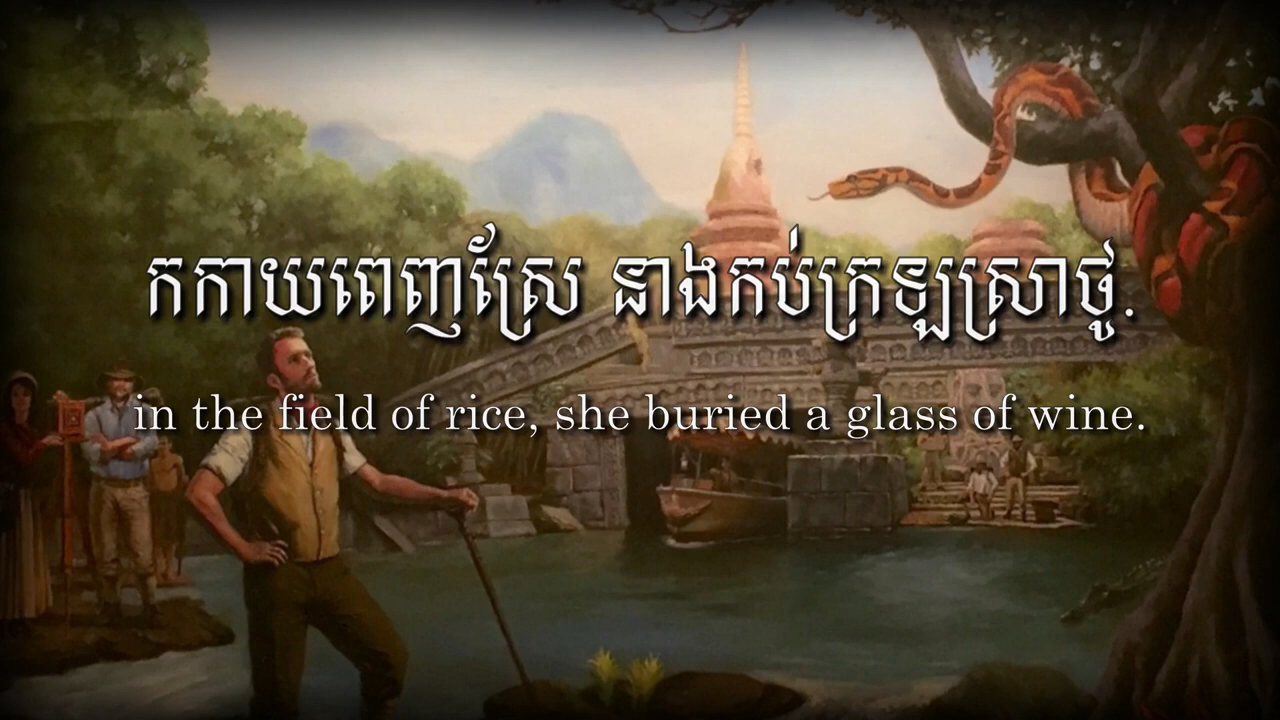 កកាយពេញស្រែ នាងកប់ក្រឡស្រាថូ.
in the field of rice, she buried a glass of wine.